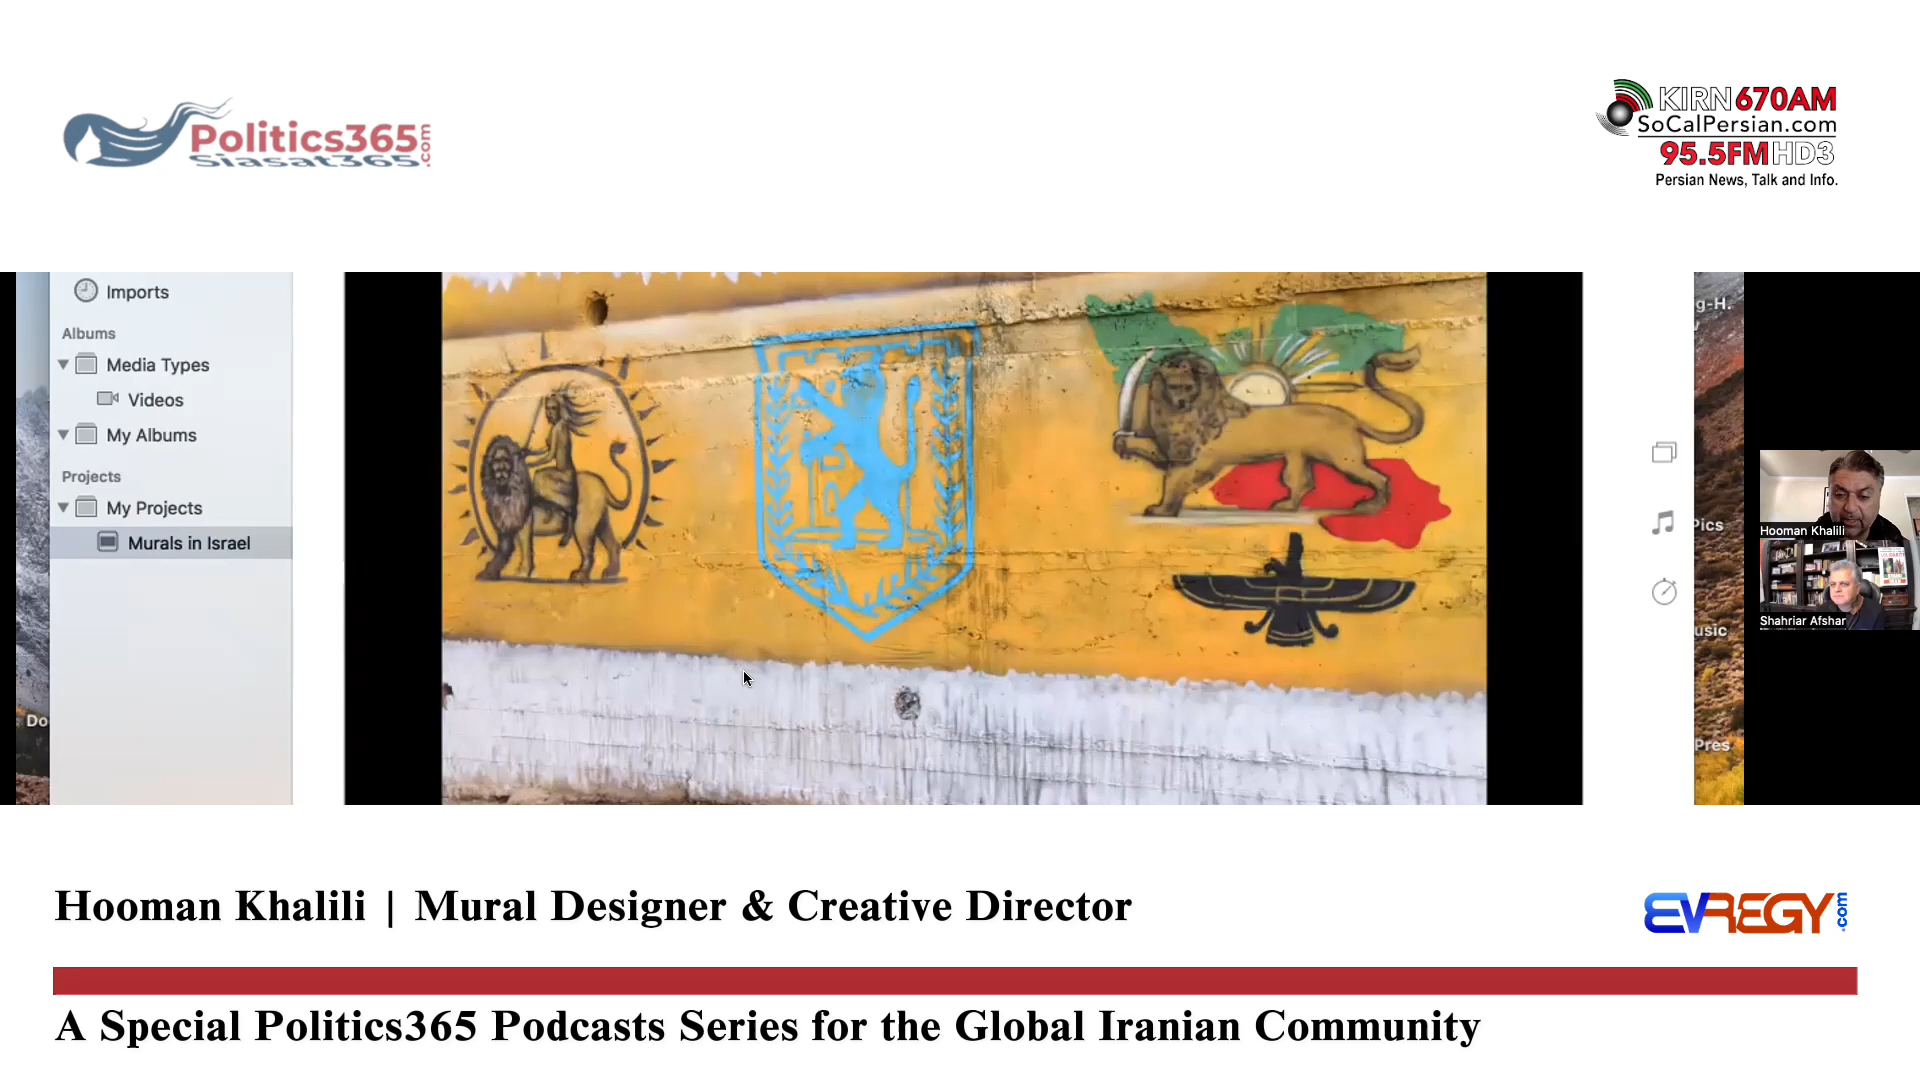 Politics365.com
Siasat365.com
KIRN 670AM
SoCalPersian.com
95.5FM HD3
Persian News, Talk and Info.
Imports
Albums
Media Types
Videos
My Albums
Projects
My Projects
Murals in Israel
Do
g-H.
Pics
usic
Pres
Hooman Khalili
Shahriar Afshar
Hooman Khalili | Mural Designer & Creative Director
EVREGY.com
A Special Politics365 Podcasts Series for the Global Iranian Community